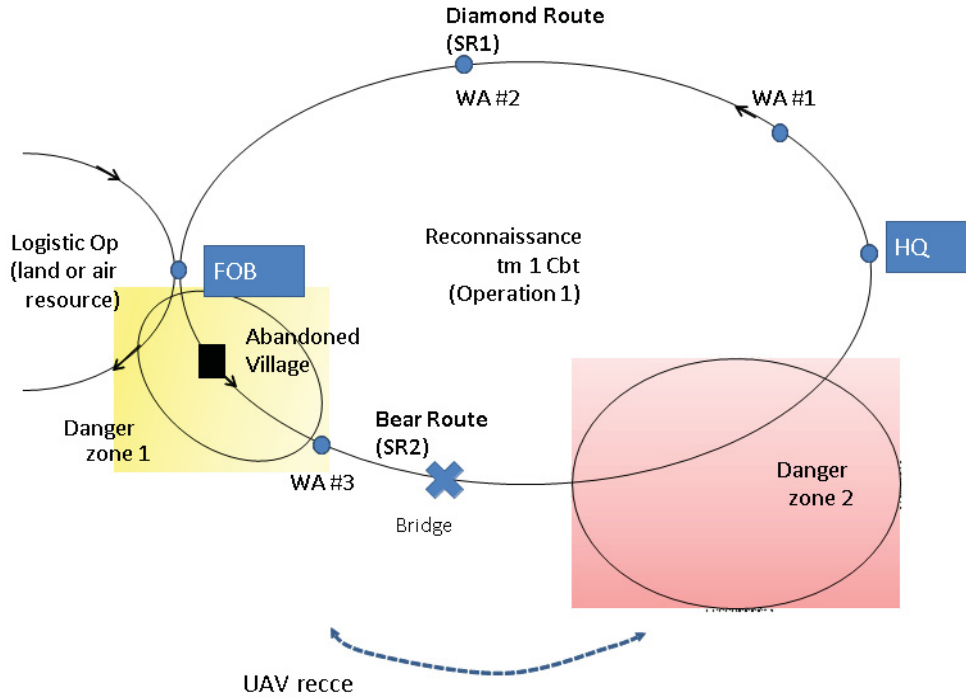 Diamond Route
(SR1)
WA #2
WA #1
Logistic Op
(land or air
resource)
FOB
Reconnaissance
tm 1 Cbt
(Operation 1)
HQ
Abandoned
Village
Danger
zone 1
Bear Route
(SR2)
WA #3
Bridge
Danger
zone 2
UAV recce